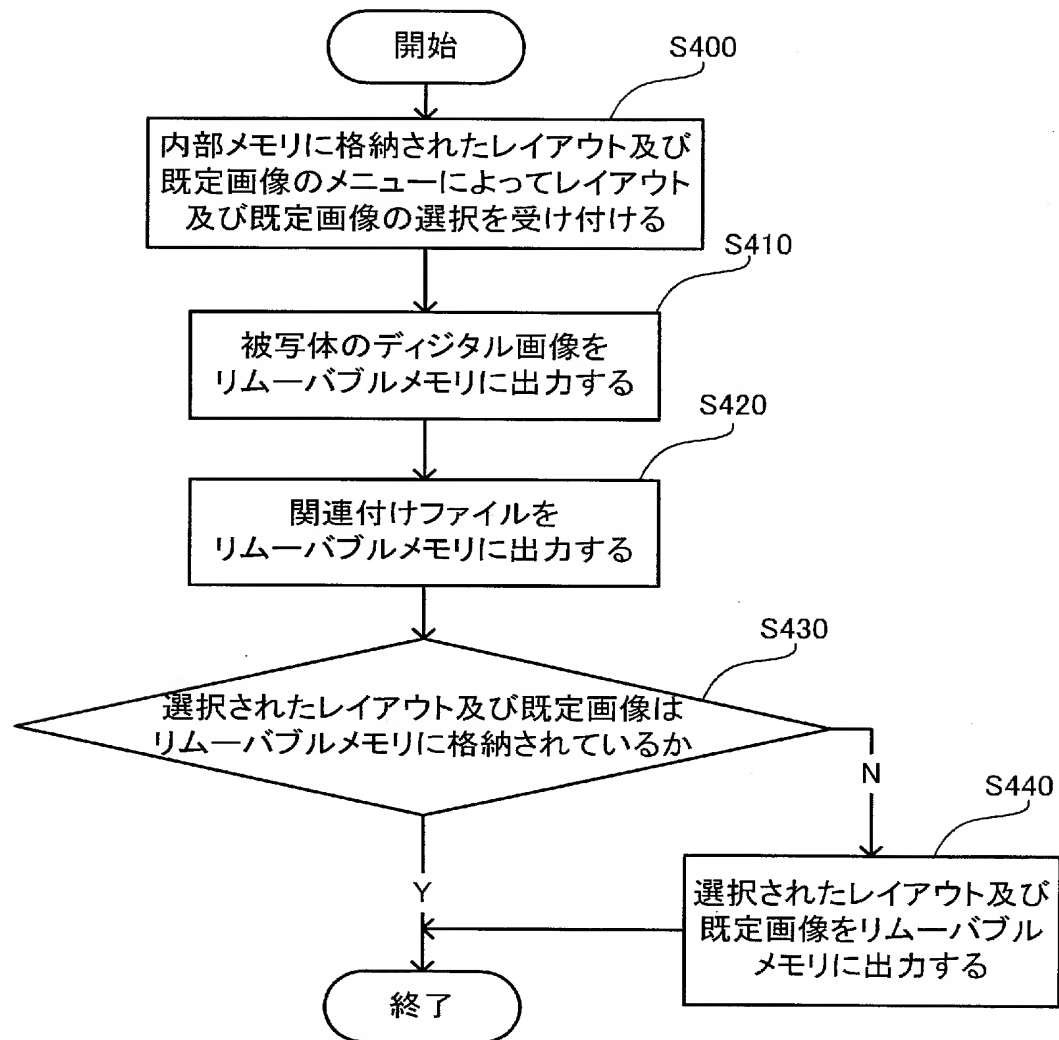 開始
S400
内部メモリに格納されたレイアウト及び
既定画像のメニューによってレイアウト
及び既定画像の選択を受け付ける
S410
被写体のディジタル画像を
リムーバブルメモリに出力する
S420
関連付けファイルを
リムーバブルメモリに出力する
S430
選択されたレイアウト及び既定画像は
リムーバブルメモリに格納されているか
N
S440
選択されたレイアウト及び
既定画像をリムーバブル
メモリに出力する
Y
終了